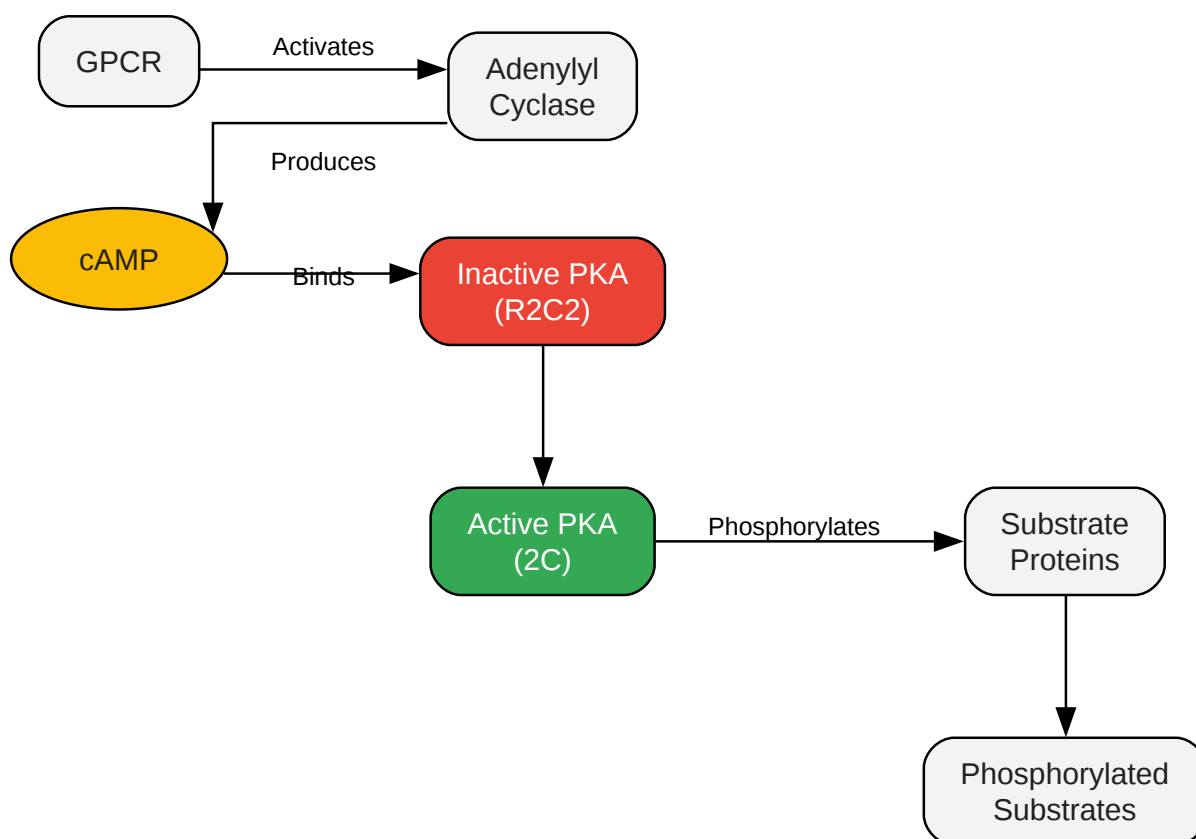 GPCR
Activates
Adenylyl
Cyclase
Produces
cAMP
Binds
Inactive PKA
(R2C2)
Active PKA
(2C)
Phosphorylates
Substrate
Proteins
Phosphorylated
Substrates